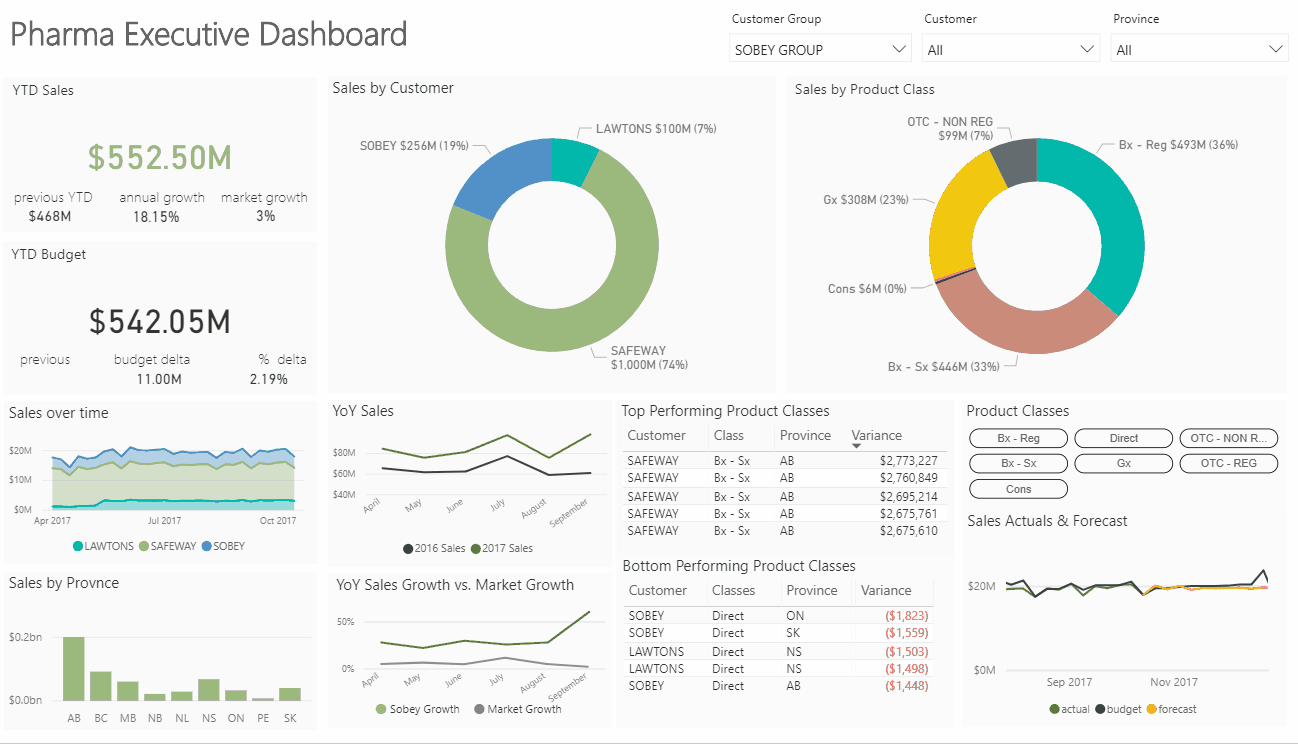 Pharma Executive Dashboard
Customer Group
Customer
Province
SOBEY GROUP
All
All
YTD Sales
$552.50M
previous YTD annual growth market growth
$468M 18.15% 3%
YTD Budget
$542.05M
previous budget delta % delta
11.00M 2.19%
Sales by Customer
LAWTONS $100M (7%)
SOBEY $256M (19%)
SAFEWAY
$1,000M (74%)
Sales by Product Class
OTC - NON REG
$99M (7%)
Bx - Reg $493M (36%)
Gx $308M (23%)
Cons $6M (0%)
Bx - Sx $446M (33%)
Sales over time
$20M
$10M
$0M
Apr 2017 Jul 2017 Oct 2017
LAWTONS SAFEWAY SOBEY
YoY Sales
$80M
$60M
$40M
April May June July August September
2016 Sales 2017 Sales
Top Performing Product Classes
Customer Class Province Variance
SAFEWAY Bx - Sx AB $2,773,227
SAFEWAY Bx - Sx AB $2,760,849
SAFEWAY Bx - Sx AB $2,695,214
SAFEWAY Bx - Sx AB $2,675,761
SAFEWAY Bx - Sx AB $2,675,610
Product Classes
Bx - Reg Direct OTC - NON R...
Bx - Sx Gx OTC - REG
Cons
Sales by Provnce
$0.2bn
$0.0bn
AB BC MB NB NL NS ON PE SK
YoY Sales Growth vs. Market Growth
50%
0%
April May June July August September
Sobey Growth Market Growth
Bottom Performing Product Classes
Customer Classes Province Variance
SOBEY Direct ON ($1,823)
SOBEY Direct SK ($1,559)
LAWTONS Direct NS ($1,503)
LAWTONS Direct NS ($1,498)
SOBEY Direct AB ($1,448)
Sales Actuals & Forecast
$20M
$0M
Sep 2017 Nov 2017
actual budget forecast